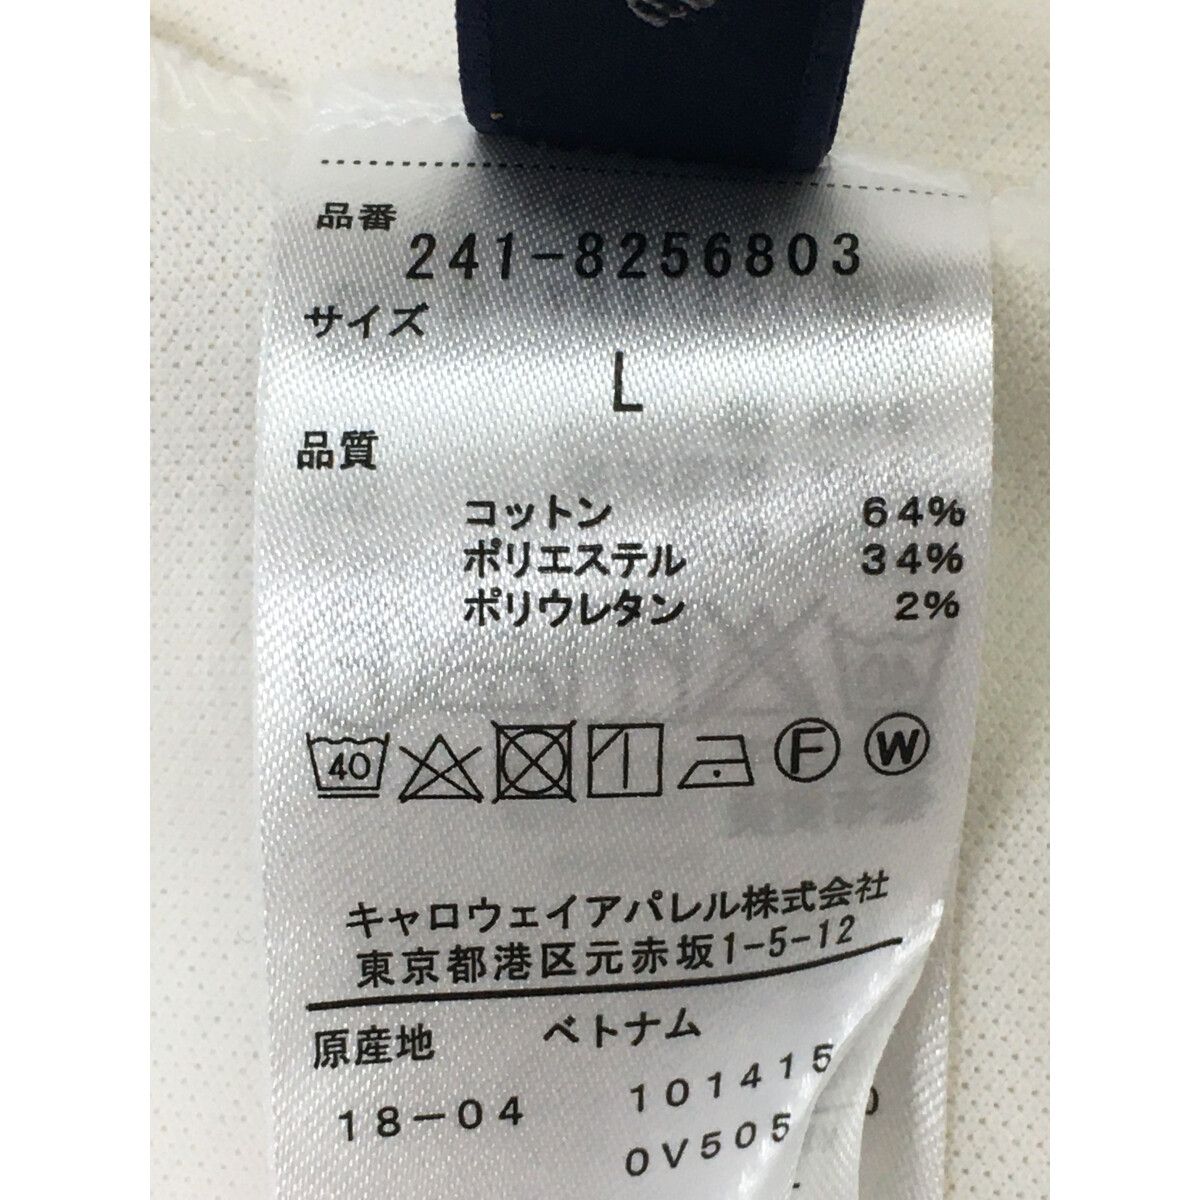 品番
241-8256803
サイズ
L
品質
コットン 64%
ポリエステル 34%
ポリウレタン 2%
40 F W
キャロウェイアパレル株式会社
東京都港区元赤坂1-5-12
原産地 ベトナム
18-04 101415
0V505